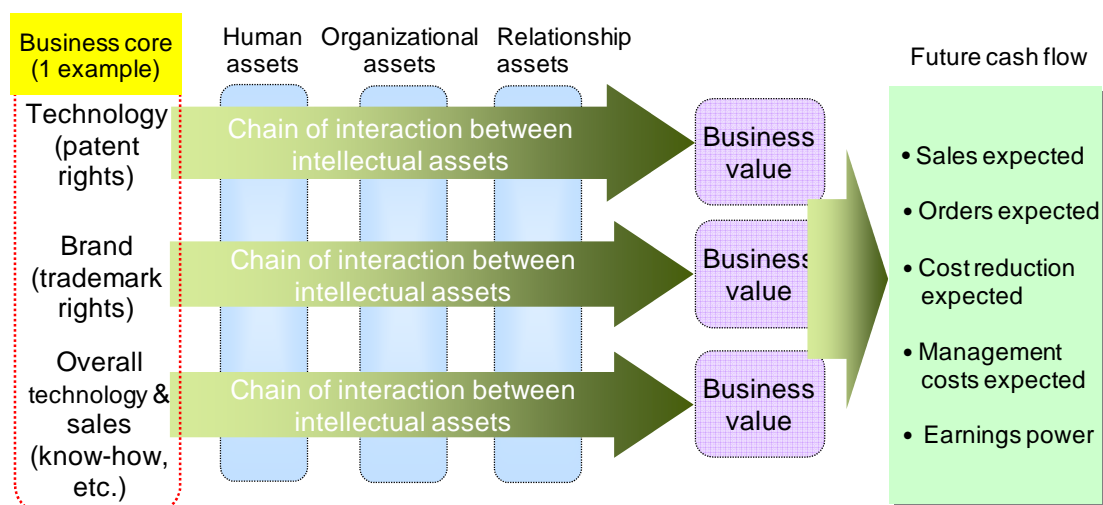 Business core
(1 example)
Human
assets
Organizational
assets
Relationship
assets
Future cash flow
Technology
(patent
rights)
Chain of interaction between
intellectual assets
Business
value
Brand
(trademark
rights)
Chain of interaction between
intellectual assets
Business
value
Overall
technology &
sales
(know-how,
etc.)
Chain of interaction between
intellectual assets
Business
value
• Sales expected
• Orders expected
• Cost reduction
expected
• Management
costs expected
• Earnings power